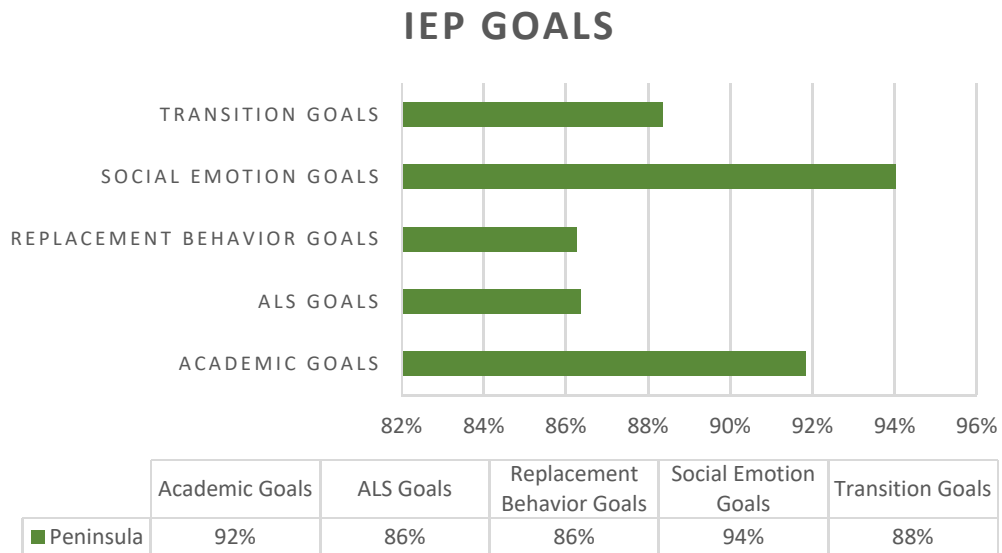 IEP GOALS
TRANSITION GOALS
SOCIAL EMOTION GOALS
REPLACEMENT BEHAVIOR GOALS
ALS GOALS
ACADEMIC GOALS
82% 84% 86% 88% 90% 92% 94% 96%
Academic Goals ALS Goals Replacement Behavior Goals Social Emotion Goals Transition Goals
Peninsula 92% 86% 86% 94% 88%